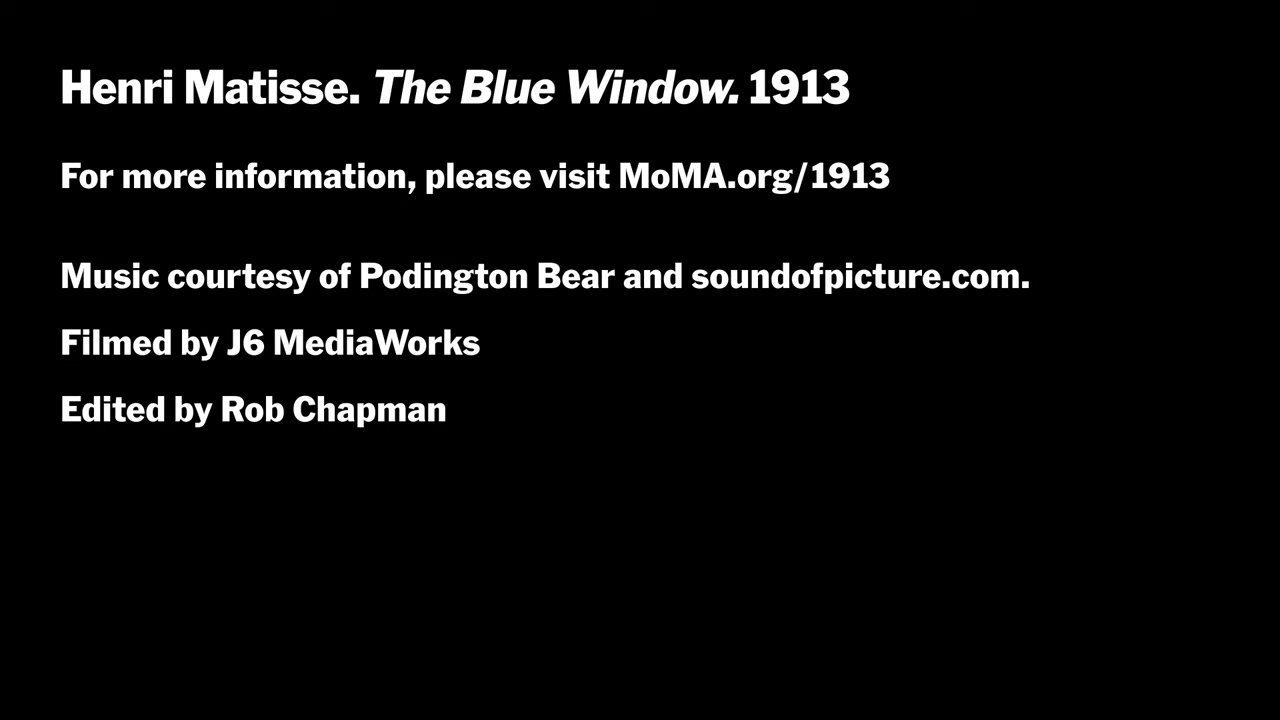 Henri Matisse. The Blue Window. 1913
For more information, please visit MoMA.org/1913
Music courtesy of Podington Bear and soundofpicture.com.
Filmed by J6 MediaWorks
Edited by Rob Chapman